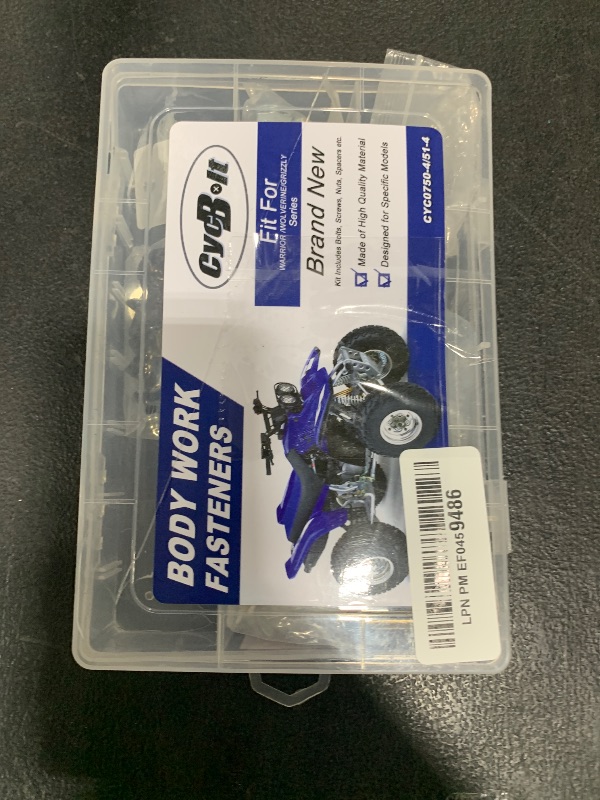 CycBolt
Fit For
WARRIOR /WOLVERINE/GRIZZLY
Series
Brand New
Kit Includes Bolts, Screws, Nuts, Spacers etc.
Made of High Quality Material
Designed for Specific Models
CYC0750-4/51-4
BODY WORK
FASTENERS
LPN PM EF0459486